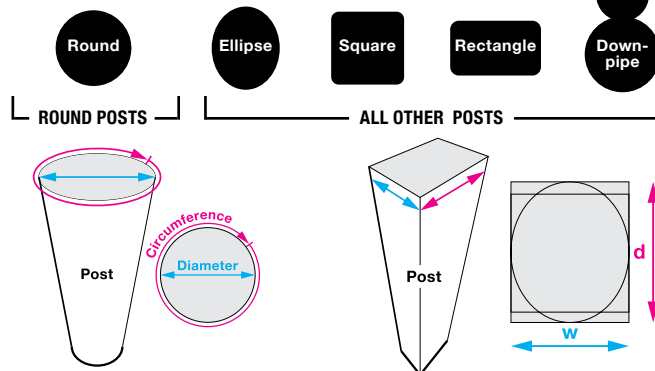 Round
Ellipse
Square
Rectangle
Down-
pipe
ROUND POSTS
ALL OTHER POSTS
Circumference
Diameter
Post
Post
d
w